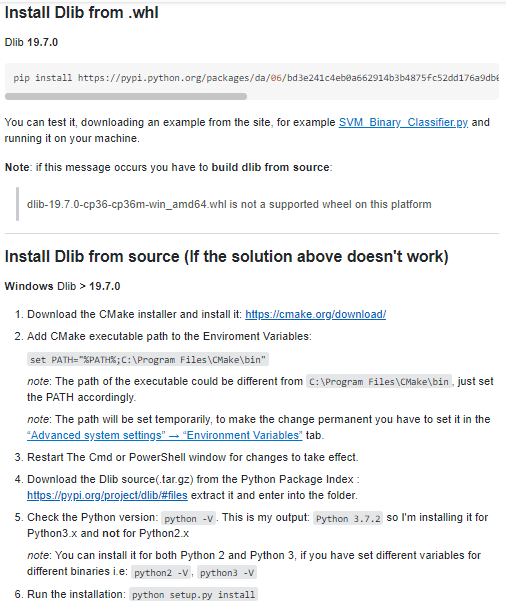 Install Dlib from .whl
Dlib 19.7.0
pip install https://pypi.python.org/packages/da/06/bd3e241c4eb0a662914b3b4875fc52dd176a9db0
You can test it, downloading an example from the site, for example SVM_Binary_Classifier.py and
running it on your machine.
Note: if this message occurs you have to build dlib from source:
dlib-19.7.0-cp36-cp36m-win_amd64.whl is not a supported wheel on this platform
Install Dlib from source (If the solution above doesn't work)
Windows Dlib > 19.7.0
1. Download the CMake installer and install it: https://cmake.org/download/
2. Add CMake executable path to the Enviroment Variables:
set PATH="%PATH%;C:\Program Files\CMake\bin"
note: The path of the executable could be different from C:\Program Files\CMake\bin , just set
the PATH accordingly.
note: The path will be set temporarily, to make the change permanent you have to set it in the
“Advanced system settings” → “Environment Variables” tab.
3. Restart The Cmd or PowerShell window for changes to take effect.
4. Download the Dlib source(.tar.gz) from the Python Package Index :
https://pypi.org/project/dlib/#files extract it and enter into the folder.
5. Check the Python version: python -V . This is my output: Python 3.7.2 so I'm installing it for
Python3.x and not for Python2.x
note: You can install it for both Python 2 and Python 3, if you have set different variables for
different binaries i.e: python2 -V , python3 -V
6. Run the installation: python setup.py install